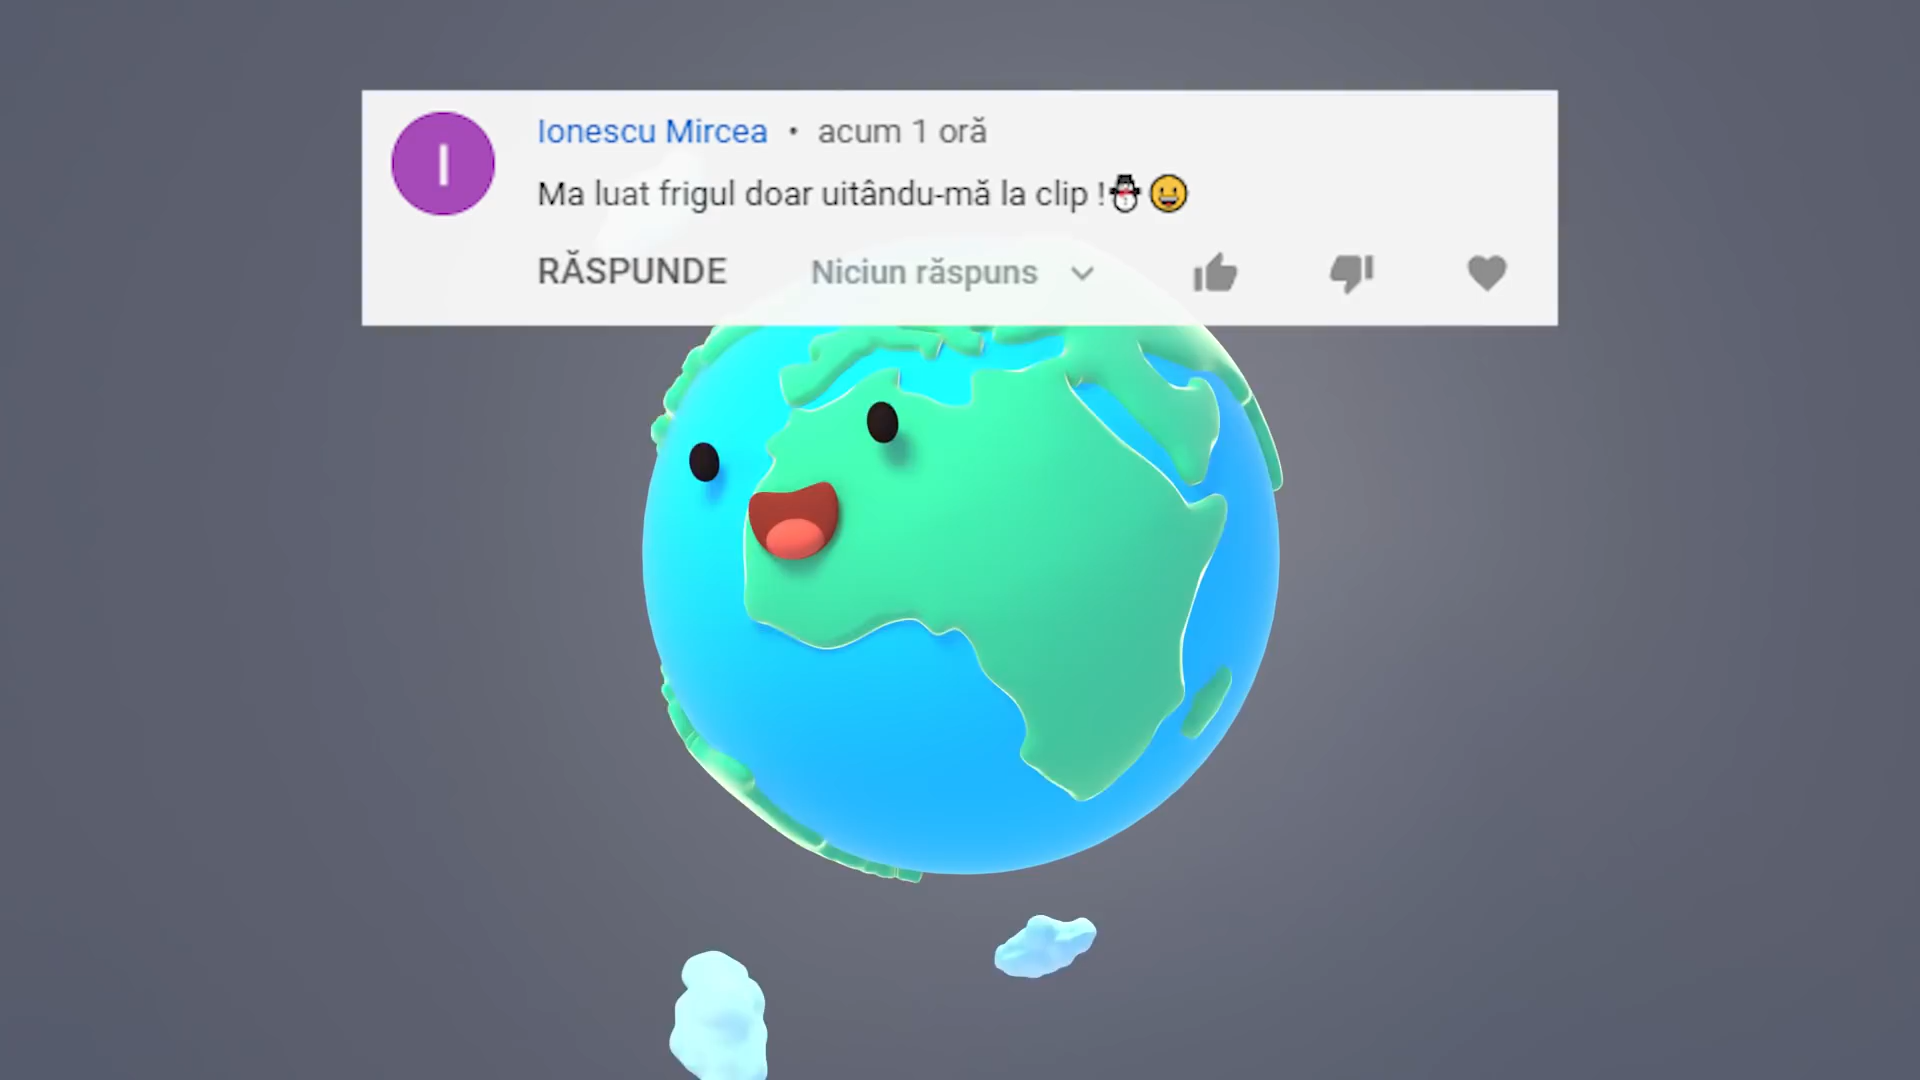 I
Ionescu Mircea • acum 1 oră
Ma luat frigul doar uitându-mă la clip !⛄😀
RĂSPUNDE Niciun răspuns